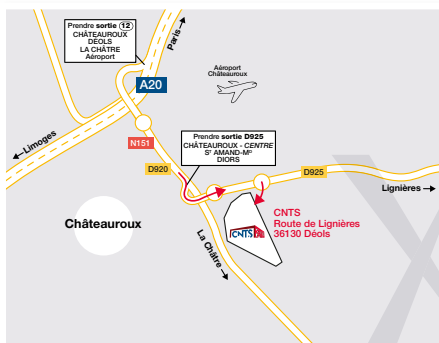 Prendre sortie 12
CHÂTEAUROUX
DÉOLS
LA CHÂTRE
Aéroport
Paris
A20
Aéroport
Châteauroux
Limoges
N151
Prendre sortie D925
CHÂTEAUROUX - CENTRE
ST AMAND-MD
DIORS
D920
D925
Lignières
CNTS
Route de Lignières
36130 Déols
CNTS
Châteauroux
La Châtre